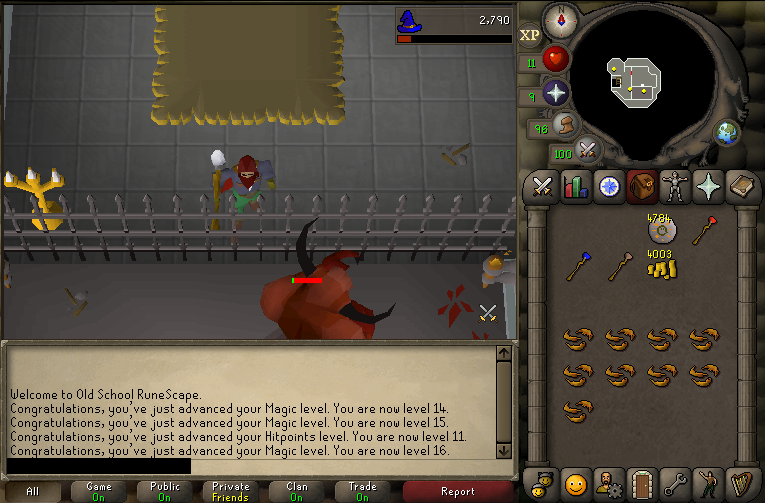 2,790
XP
N
11
9
96
100
4784
4003
Welcome to Old School RuneScape.
Congratulations, you've just advanced your Magic level. You are now level 14.
Congratulations, you've just advanced your Magic level. You are now level 15.
Congratulations, you've just advanced your Hitpoints level. You are now level 11.
Congratulations, you've just advanced your Magic level. You are now level 16.
All
Game
On
Public
On
Private
Friends
Clan
On
Trade
On
Report